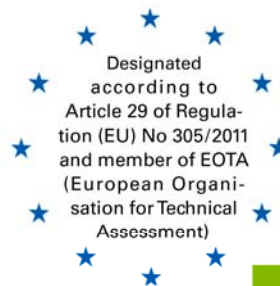 Designated
according to
Article 29 of Regula-
tion (EU) No 305/2011
and member of EOTA
(European Organi-
sation for Technical
Assessment)